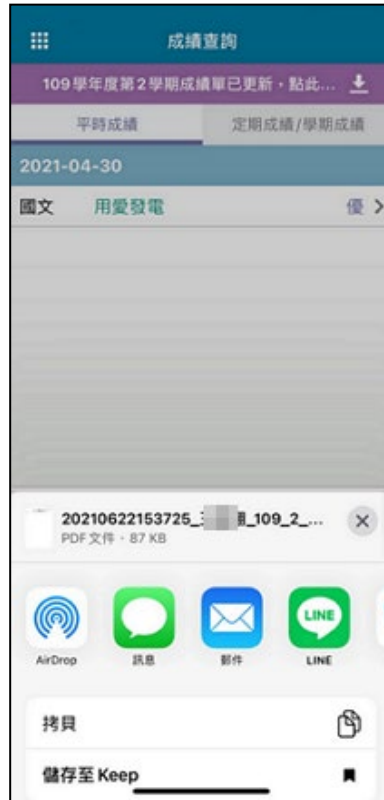 成績查詢
109學年度第2學期成績單已更新，點此...
平時成績 定期成績/學期成績
2021-04-30
國文 用愛發電 優
20210622153725_ _109_2_...
PDF文件・87 KB
LINE
AirDrop 訊息 郵件 LINE
拷貝
儲存至 Keep